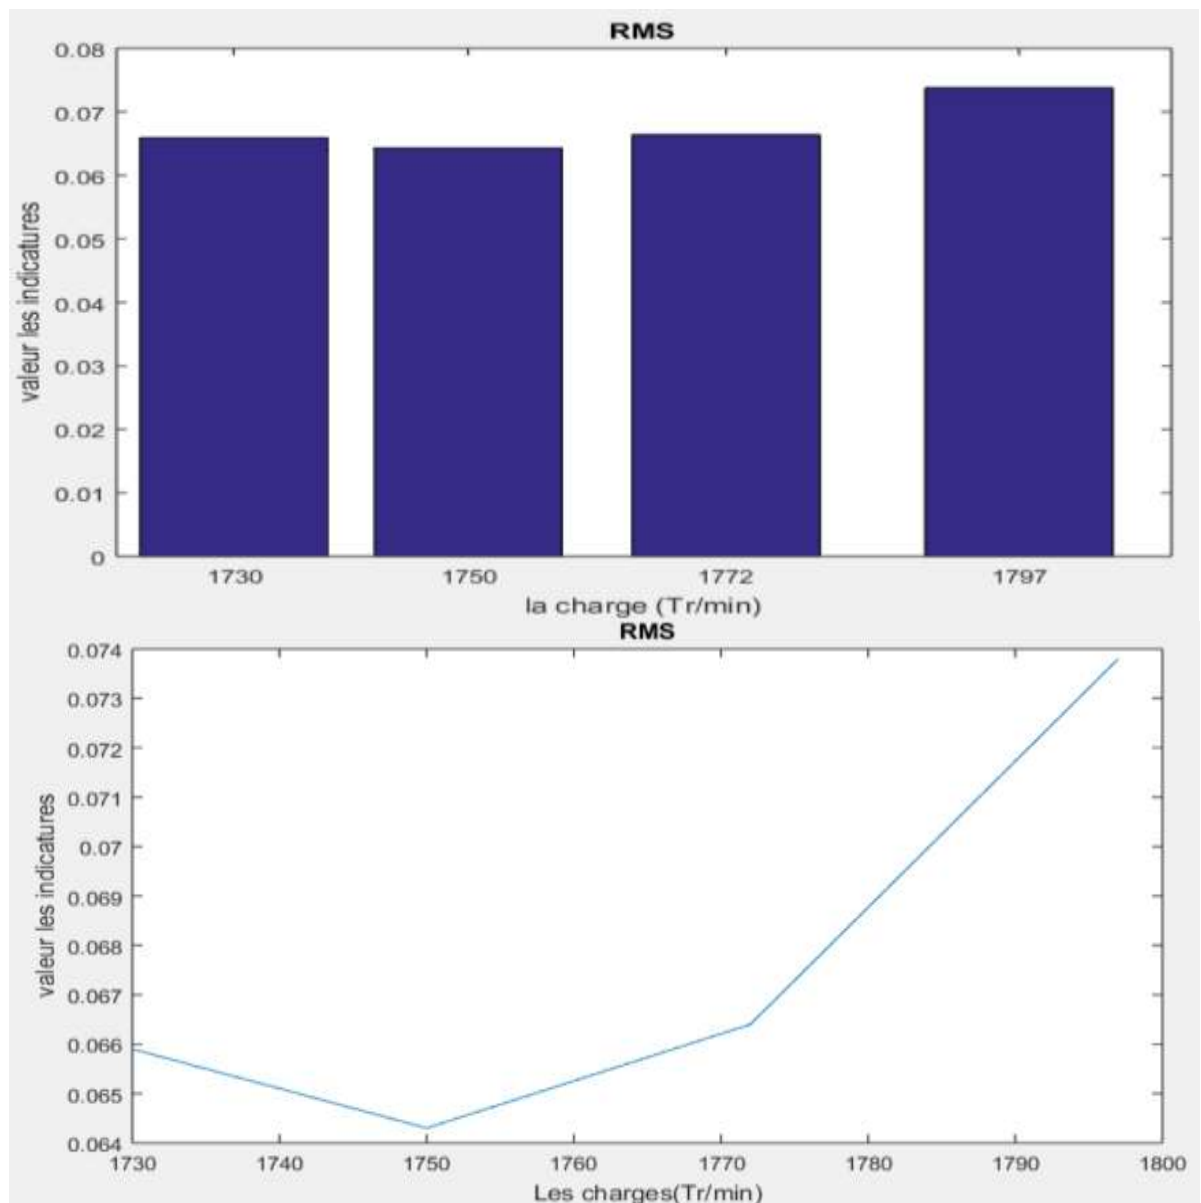 RMS
0.08
0.07
0.06
0.05
0.04
0.03
0.02
0.01
0
valeur les indicatures
1730 1750 1772 1797
la charge (Tr/min)
RMS
0.074
0.073
0.072
0.071
0.07
0.069
0.068
0.067
0.066
0.065
0.064
valeur les indicatures
1730 1740 1750 1760 1770 1780 1790 1800
Les charges(Tr/min)